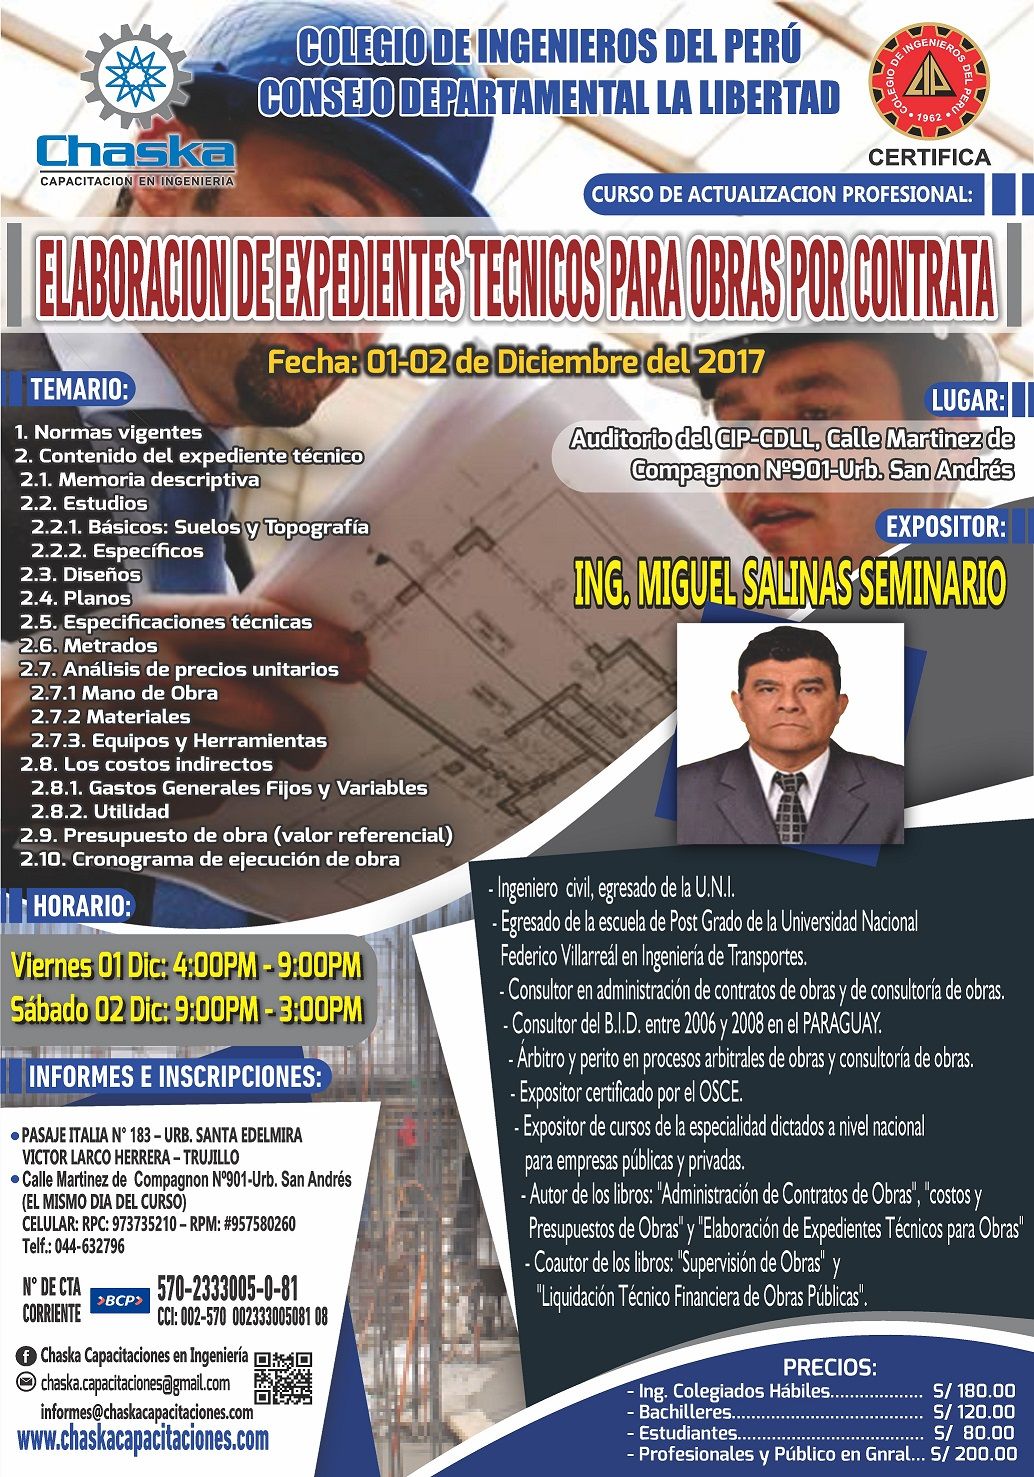 COLEGIO DE INGENIEROS DEL PERÚ
CONSEJO DEPARTAMENTAL LA LIBERTAD
Chaska
CAPACITACION EN INGENIERIA
COLEGIO DE INGENIEROS DEL PERU
CIP
• 1962 •
CERTIFICA
CURSO DE ACTUALIZACION PROFESIONAL:
ELABORACION DE EXPEDIENTES TECNICOS PARA OBRAS POR CONTRATA
Fecha: 01-02 de Diciembre del 2017
TEMARIO:
1. Normas vigentes
2. Contenido del expediente técnico
2.1. Memoria descriptiva
2.2. Estudios
2.2.1. Básicos: Suelos y Topografía
2.2.2. Específicos
2.3. Diseños
2.4. Planos
2.5. Especificaciones técnicas
2.6. Metrados
2.7. Análisis de precios unitarios
2.7.1 Mano de Obra
2.7.2 Materiales
2.7.3. Equipos y Herramientas
2.8. Los costos indirectos
2.8.1. Gastos Generales Fijos y Variables
2.8.2. Utilidad
2.9. Presupuesto de obra (valor referencial)
2.10. Cronograma de ejecución de obra
LUGAR:
Auditorio del CIP-CDLL, Calle Martinez de
Compagnon Nº901-Urb. San Andrés
EXPOSITOR:
ING. MIGUEL SALINAS SEMINARIO
- Ingeniero civil, egresado de la U.N.I.
- Egresado de la escuela de Post Grado de la Universidad Nacional
Federico Villarreál en Ingeniería de Transportes.
- Consultor en administración de contratos de obras y de consultoría de obras.
- Consultor del B.I.D. entre 2006 y 2008 en el PARAGUAY.
- Árbitro y perito en procesos arbitrales de obras y consultoría de obras.
- Expositor certificado por el OSCE.
- Expositor de cursos de la especialidad dictados a nivel nacional
para empresas públicas y privadas.
- Autor de los libros: "Administración de Contratos de Obras", "costos y
Presupuestos de Obras" y "Elaboración de Expedientes Técnicos para Obras"
- Coautor de los libros: "Supervisión de Obras" y
"Liquidación Técnico Financiera de Obras Públicas".
HORARIO:
Viernes 01 Dic: 4:00PM - 9:00PM
Sábado 02 Dic: 9:00PM - 3:00PM
INFORMES E INSCRIPCIONES:
• PASAJE ITALIA N° 183 – URB. SANTA EDELMIRA
VICTOR LARCO HERRERA – TRUJILLO
• Calle Martinez de Compagnon Nº901-Urb. San Andrés
(EL MISMO DIA DEL CURSO)
CELULAR: RPC: 973735210 – RPM: #957580260
Telf.: 044-632796
N° DE CTA
CORRIENTE
BCP
570-2333005-0-81
CCI: 002-570 002333005081 08
Chaska Capacitaciones en Ingeniería
chaska.capacitaciones@gmail.com
informes@chaskacapacitaciones.com
www.chaskacapacitaciones.com
PRECIOS:
- Ing. Colegiados Hábiles................... S/ 180.00
- Bachilleres....................................... S/ 120.00
- Estudiantes...................................... S/ 80.00
- Profesionales y Público en Gnral... S/ 200.00